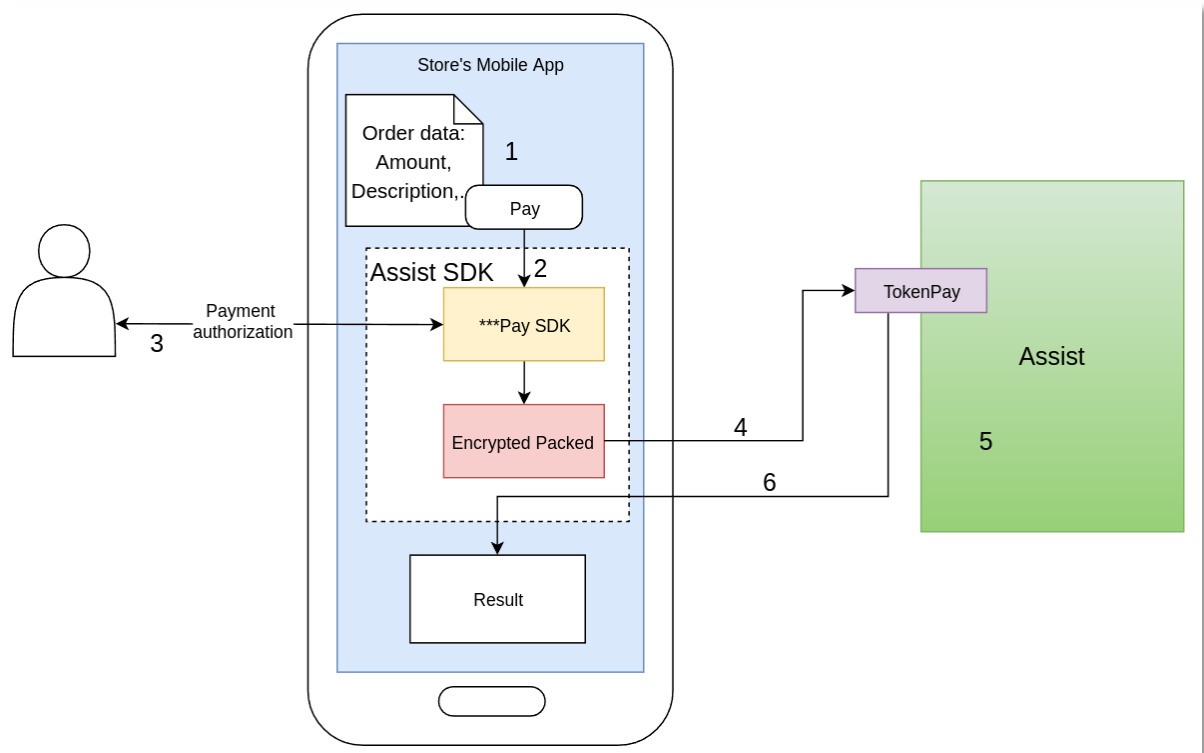 Store's Mobile App
Order data:
Amount,
Description,..
1
Pay
Assist SDK
2
***Pay SDK
Payment
authorization
3
Encrypted Packed
4
TokenPay
Assist
5
6
Result